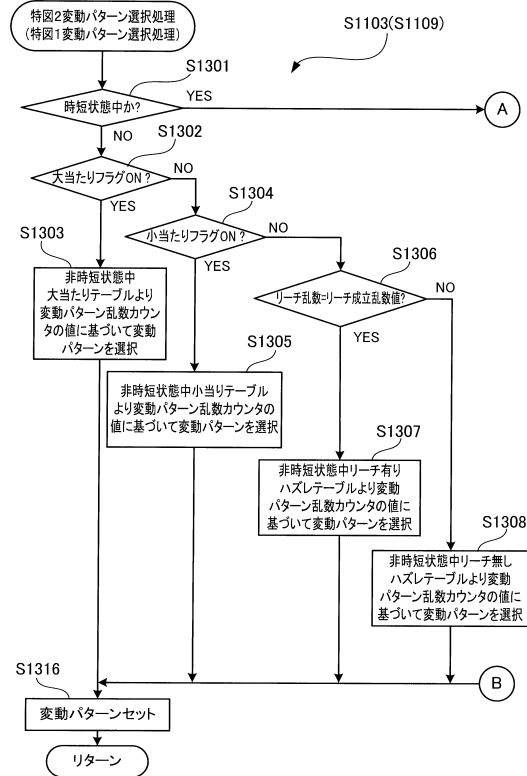 特図2変動パターン選択処理
(特図1変動パターン選択処理)
S1103(S1109)
S1301
時短状態中か?
YES
A
NO
S1302
大当たりフラグON?
NO
YES
S1304
小当たりフラグON?
NO
YES
S1303
非時短状態中
大当たりテーブルより
変動パターン乱数カウン
タの値に基づいて変動
パターンを選択
S1306
リーチ乱数=リーチ成立乱数値?
NO
YES
S1305
非時短状態中小当りテーブル
より変動パターン乱数カウンタの
値に基づいて変動パターンを選択
S1307
非時短状態中リーチ有り
ハズレテーブルより変動
パターン乱数カウンタの値に
基づいて変動パターンを選択
S1308
非時短状態中リーチ無し
ハズレテーブルより変動
パターン乱数カウンタの値に
基づいて変動パターンを選択
S1316
B
変動パターンセット
リターン